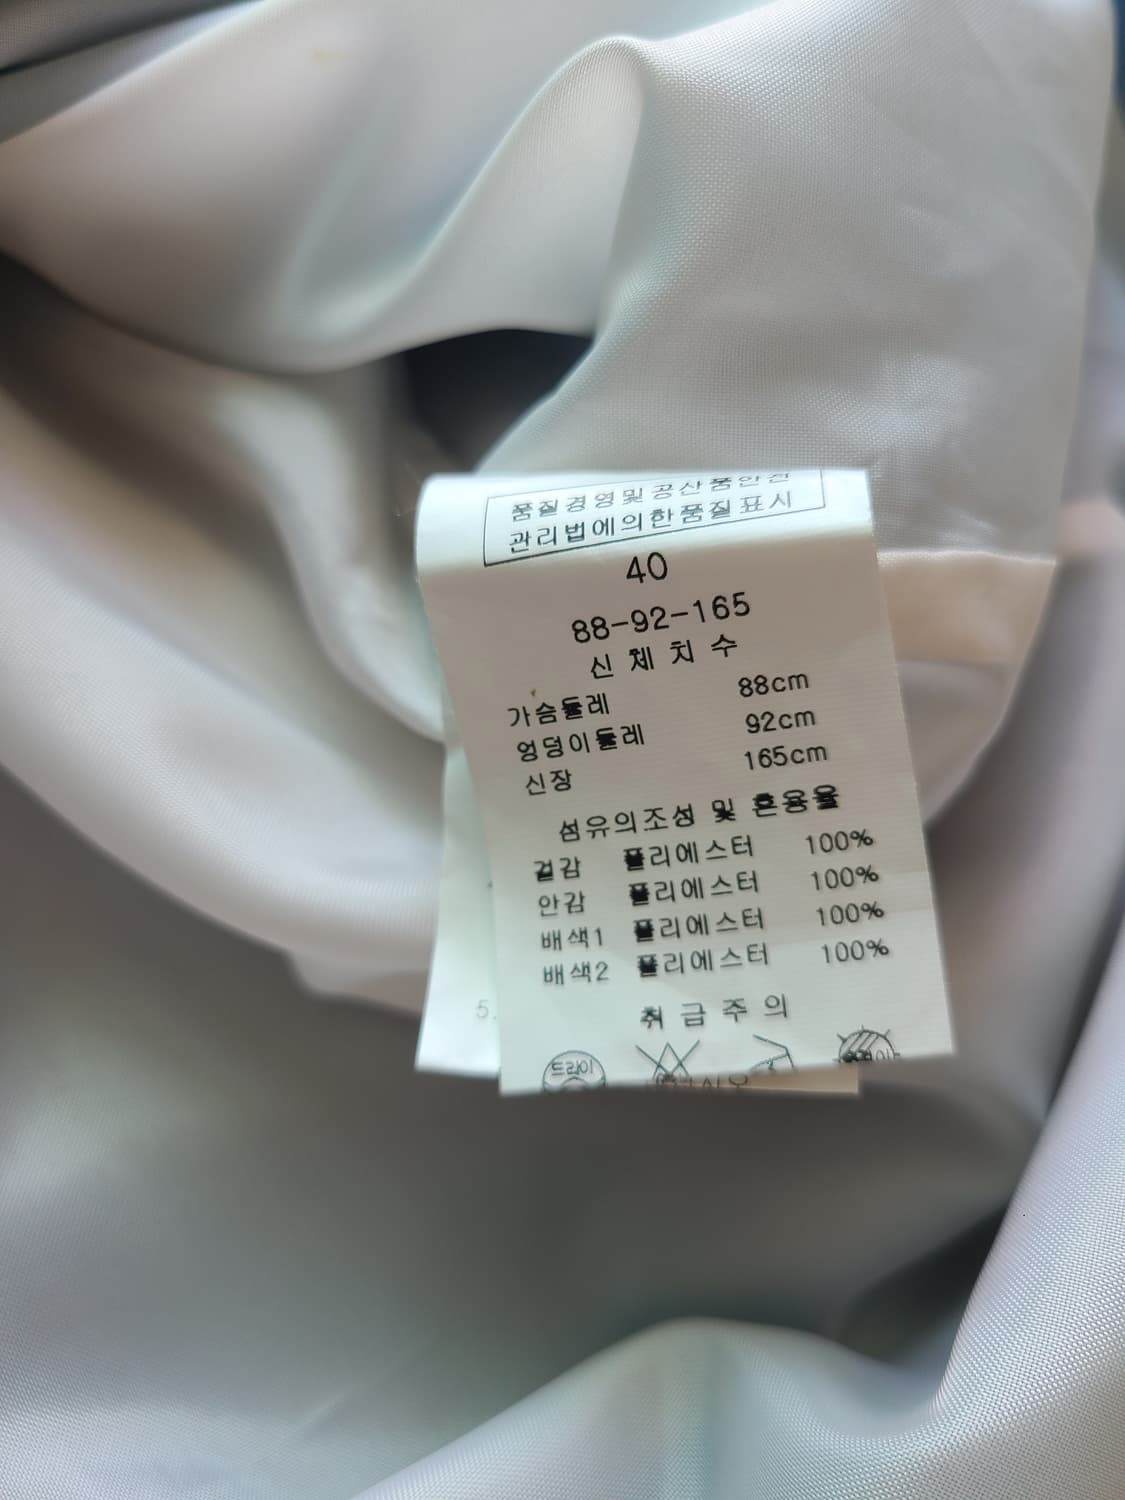 품질경영및공산품안전
관리법에의한품질표시
40
88-92-165
신체치수
가슴둘레 88cm
엉덩이둘레 92cm
신장 165cm
섬유의조성 및 혼용율
겉감 폴리에스터 100%
안감 폴리에스터 100%
배색1 폴리에스터 100%
배색2 폴리에스터 100%
취급주의
드라이
5.